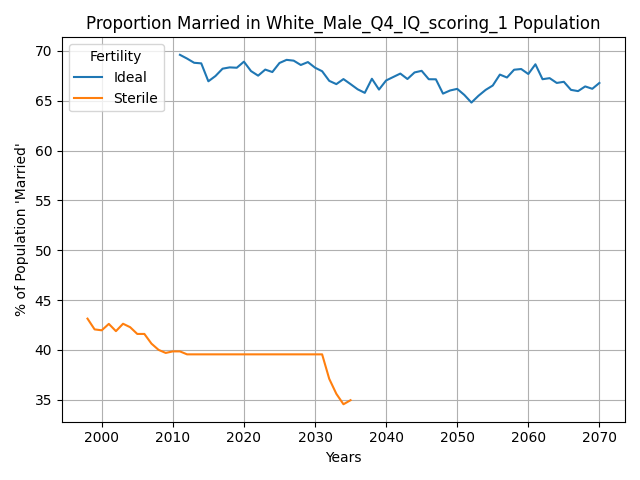 Proportion Married in White_Male_Q4_IQ_scoring_1 Population
% of Population 'Married'
70
65
60
55
50
45
40
35
Fertility
Ideal
Sterile
2000 2010 2020 2030 2040 2050 2060 2070
Years